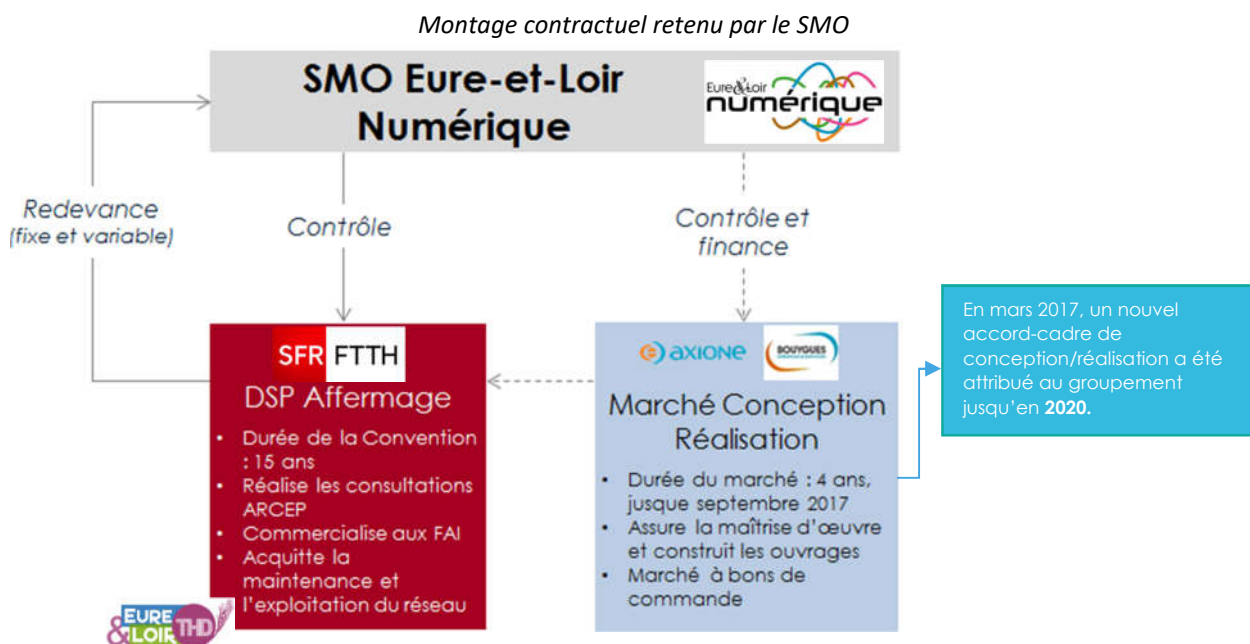 Montage contractuel retenu par le SMO
SMO Eure-et-Loir
Numérique
Eure&Loir
numérique
Redevance
(fixe et variable)
Contrôle
Contrôle et
finance
SFR FTTH
DSP Affermage
• Durée de la Convention
: 15 ans
• Réalise les consultations
ARCEP
• Commercialise aux FAI
• Acquitte la
maintenance et
l'exploitation du réseau
EURE
&LOIR THD
axione
BOUYGUES
Marché Conception
Réalisation
• Durée du marché : 4 ans,
jusque septembre 2017
• Assure la maîtrise d'œuvre
et construit les ouvrages
• Marché à bons de
commande
En mars 2017, un nouvel
accord-cadre de
conception/réalisation a été
attribué au groupement
jusqu'en 2020.